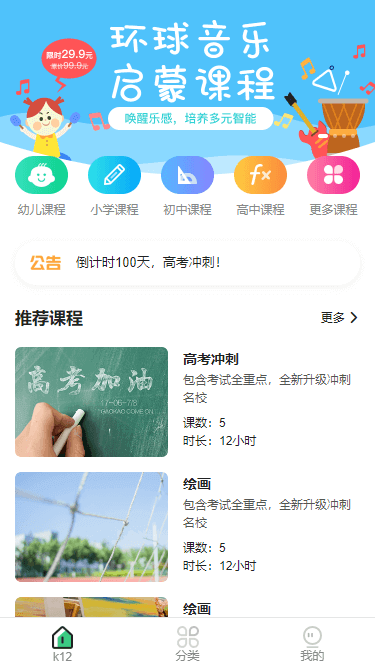 环球音乐
启蒙课程
限时29.9元
原价99.9元
唤醒乐感，培养多元智能
幼儿课程
小学课程
初中课程
高中课程
更多课程
公告
倒计时100天，高考冲刺！
推荐课程
更多
高考加油
17-06-7/8
GAOKAO COME ON
高考冲刺
包含考试全重点，全新升级冲刺
名校
课数：5
时长：12小时
绘画
包含考试全重点，全新升级冲刺
名校
课数：5
时长：12小时
绘画
k12
分类
我的